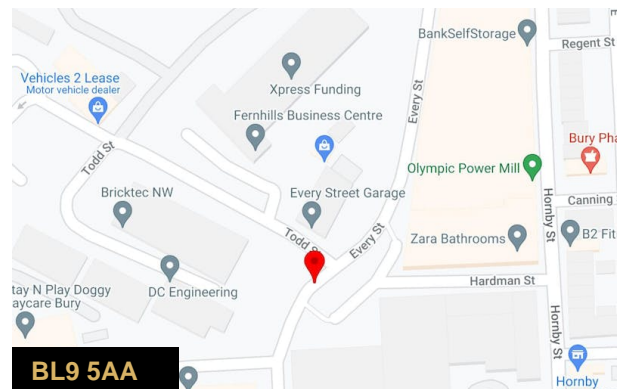 BankSelfStorage
Regent St
Vehicles 2 Lease
Motor vehicle dealer
Xpress Funding
Every St
Fernhills Business Centre
Bury Pha
Todd St
Olympic Power Mill
Bricktec NW
Every Street Garage
Canning
Hornby St
Todd S
Every St
Zara Bathrooms
B2 Fit
Hardman St
DC Engineering
tay N Play Doggy
aycare Bury
Hornby St
BL9 5AA
Hornby